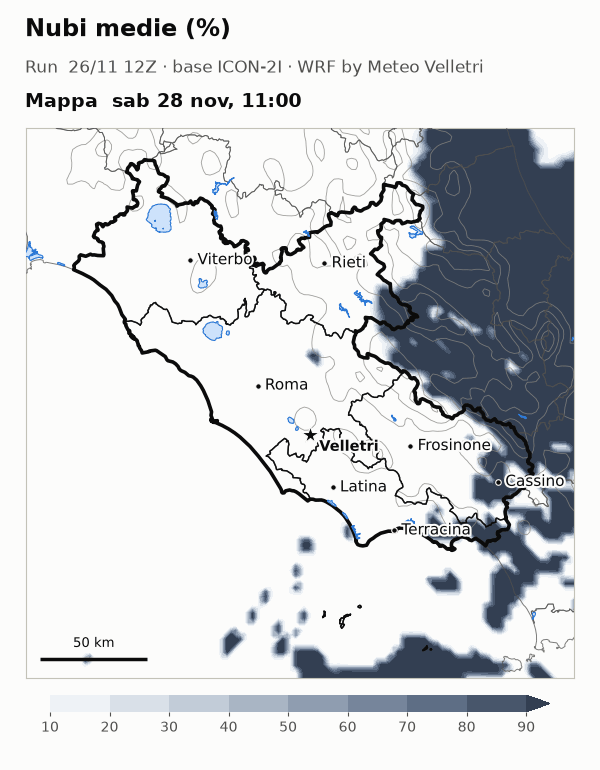 Nubi medie (%)
Run  26/11 12Z · base ICON-2I · WRF by Meteo Velletri
Mappa  sab 28 nov, 11:00
Viterbo
Rieti
Roma
Velletri
Frosinone
Cassino
Latina
Terracina
50 km
10 20 30 40 50 60 70 80 90